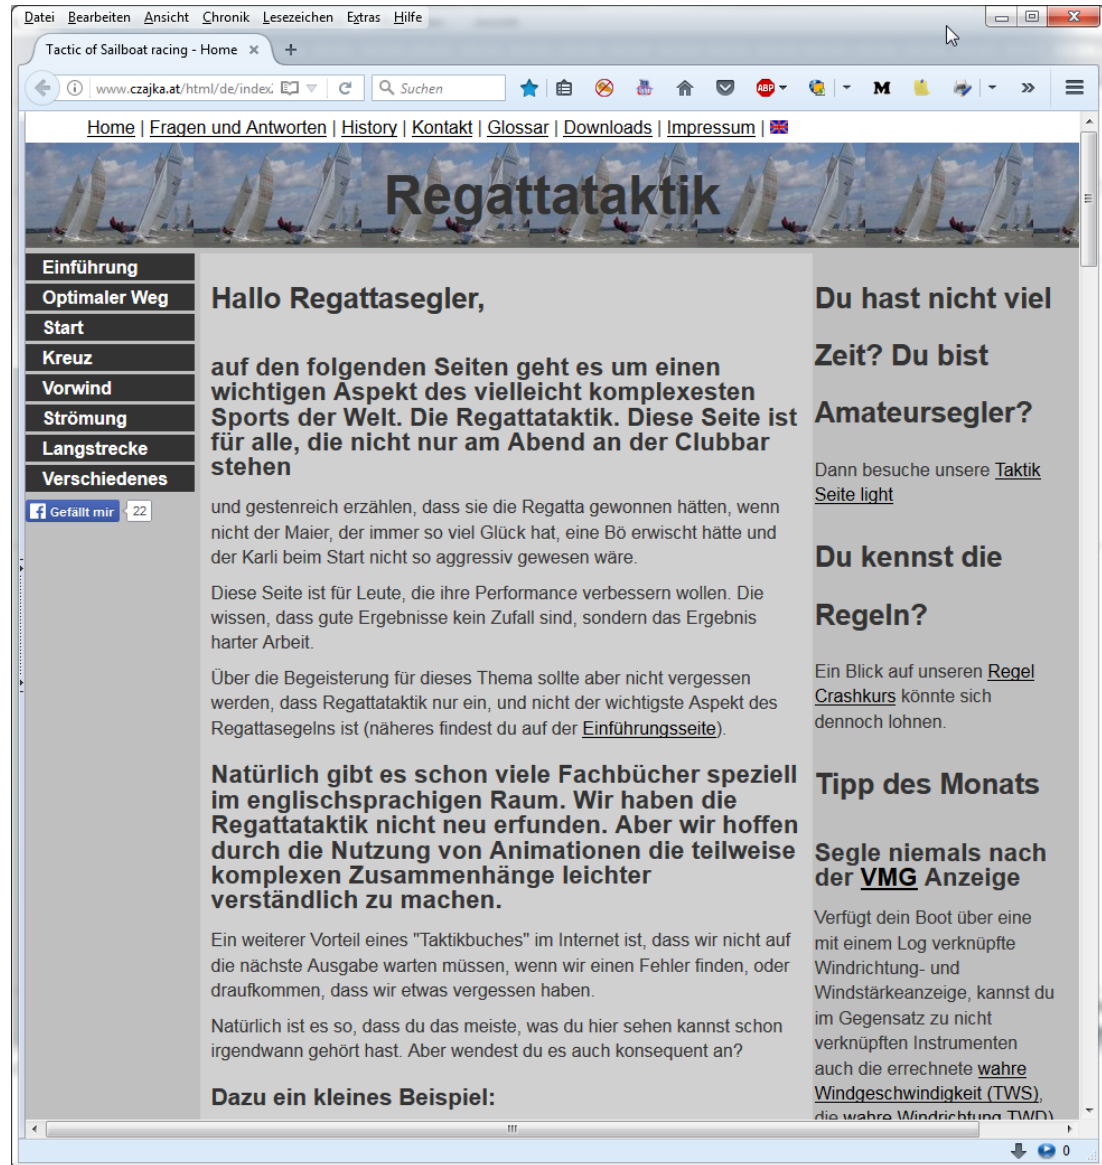 Datei Bearbeiten Ansicht Chronik Lesezeichen Extras Hilfe
Tactic of Sailboat racing - Home
www.czajka.at/html/de/index
Suchen
ABP
M
Home | Fragen und Antworten | History | Kontakt | Glossar | Downloads | Impressum |
Regattataktik
Einführung
Optimaler Weg
Start
Kreuz
Vorwind
Strömung
Langstrecke
Verschiedenes
Gefällt mir 22
Hallo Regattasegler,
auf den folgenden Seiten geht es um einen
wichtigen Aspekt des vielleicht komplexesten
Sports der Welt. Die Regattataktik. Diese Seite ist
für alle, die nicht nur am Abend an der Clubbar
stehen
und gestenreich erzählen, dass sie die Regatta gewonnen hätten, wenn
nicht der Maier, der immer so viel Glück hat, eine Bö erwischt hätte und
der Karli beim Start nicht so aggressiv gewesen wäre.
Diese Seite ist für Leute, die ihre Performance verbessern wollen. Die
wissen, dass gute Ergebnisse kein Zufall sind, sondern das Ergebnis
harter Arbeit.
Über die Begeisterung für dieses Thema sollte aber nicht vergessen
werden, dass Regattataktik nur ein, und nicht der wichtigste Aspekt des
Regattasegelns ist (näheres findest du auf der Einführungsseite).
Natürlich gibt es schon viele Fachbücher speziell
im englischsprachigen Raum. Wir haben die
Regattataktik nicht neu erfunden. Aber wir hoffen
durch die Nutzung von Animationen die teilweise
komplexen Zusammenhänge leichter
verständlich zu machen.
Ein weiterer Vorteil eines "Taktikbuches" im Internet ist, dass wir nicht auf
die nächste Ausgabe warten müssen, wenn wir einen Fehler finden, oder
draufkommen, dass wir etwas vergessen haben.
Natürlich ist es so, dass du das meiste, was du hier sehen kannst schon
irgendwann gehört hast. Aber wendest du es auch konsequent an?
Dazu ein kleines Beispiel:
Du hast nicht viel
Zeit? Du bist
Amateursegler?
Dann besuche unsere Taktik
Seite light
Du kennst die
Regeln?
Ein Blick auf unseren Regel
Crashkurs könnte sich
dennoch lohnen.
Tipp des Monats
Segle niemals nach
der VMG Anzeige
Verfügt dein Boot über eine
mit einem Log verknüpfte
Windrichtung- und
Windstärkeanzeige, kannst du
im Gegensatz zu nicht
verknüpften Instrumenten
auch die errechnete wahre
Windgeschwindigkeit (TWS),
die wahre Windrichtung TWD)
0